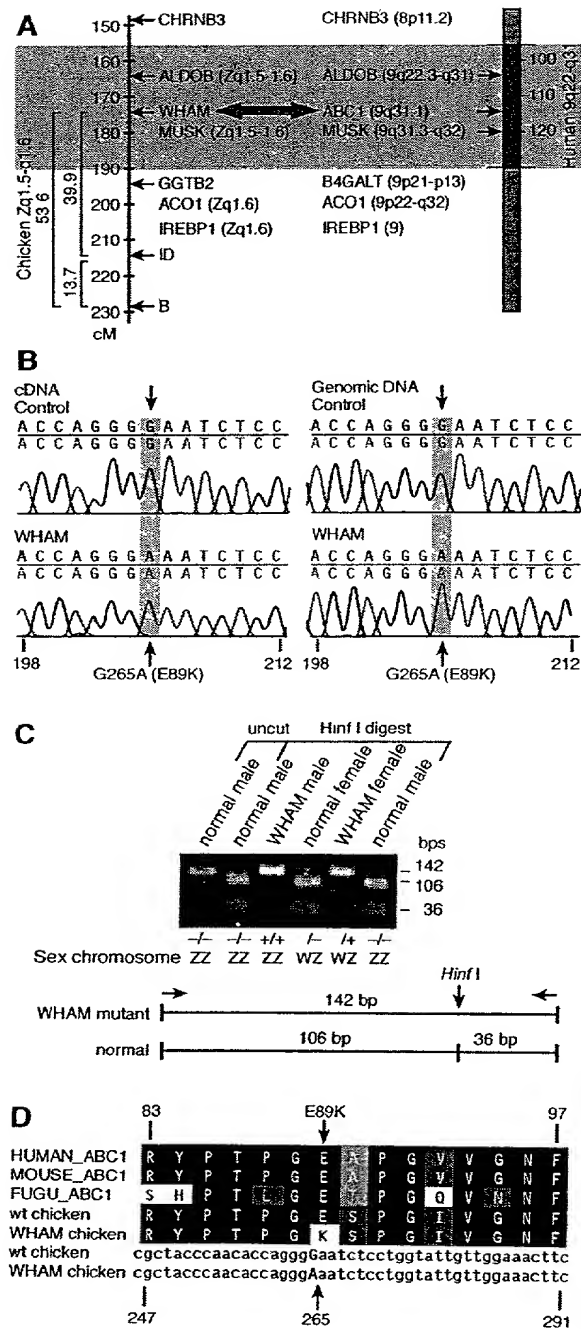 A
CHRNB3 CHRNB3 (8p11.2)
150
160
170
180
190
200
210
220
230
cM
ALDOB (Zq1.5-1.6) ALDOB (9q22.3-q31)
WHAM ABC1 (9q31.1)
MUSK (Zq1.5-1.6) MUSK (9q31.3-q32)
GGTB2 B4GALT (9p21-p13)
ACO1 (Zq1.6) ACO1 (9p22-q32)
IREBP1 (Zq1.6) IREBP1 (9)
ID
B
Chicken Zq1.5-q1.6
53.6
39.9
13.7
100
110
120
Human 9q22-q31
B
cDNA Control Genomic DNA Control
A C C A G G G G A A T C T C C A C C A G G G G A A T C T C C
A C C A G G G G A A T C T C C A C C A G G G G A A T C T C C
WHAM WHAM
A C C A G G G A A A T C T C C A C C A G G G A A A T C T C C
A C C A G G G A A A T C T C C A C C A G G G A A A T C T C C
198 212 198 212
G265A (E89K) G265A (E89K)
C
uncut Hinf I digest
normal male
normal male
WHAM male
normal female
WHAM female
normal male
bps
142
106
36
–/– –/– +/+ /– /+ –/–
Sex chromosome ZZ ZZ ZZ WZ WZ ZZ
Hinf I
142 bp
WHAM mutant
106 bp 36 bp
normal
D
83 E89K 97
HUMAN_ABC1 R Y P T P G E A P G V V G N F
MOUSE_ABC1 R Y P T P G E A P G V V G N F
FUGU_ABC1 S H P T L G E T P G Q V N N F
wt chicken R Y P T P G E S P G I V G N F
WHAM chicken R Y P T P G K S P G I V G N F
wt chicken cgctacccaacaccagggGaatctcctggtattgttggaaacttc
WHAM chicken cgctacccaacaccagggAaatctcctggtattgttggaaacttc
247 265 291